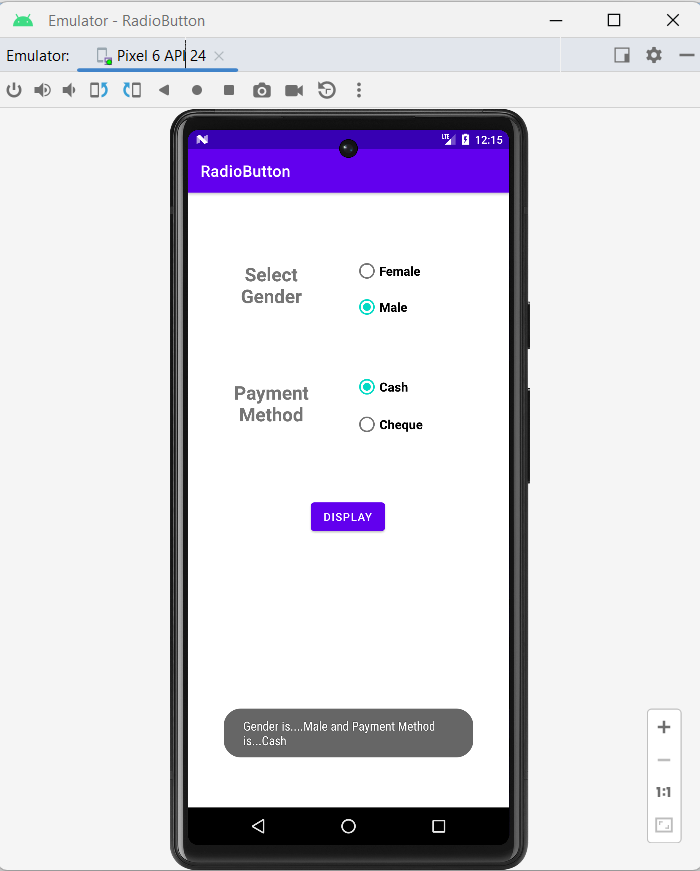 Emulator - RadioButton
Emulator:
Pixel 6 API 24
LTE
12:15
RadioButton
Select
Gender
Female
Male
Payment
Method
Cash
Cheque
DISPLAY
Gender is....Male and Payment Method
is...Cash
1:1